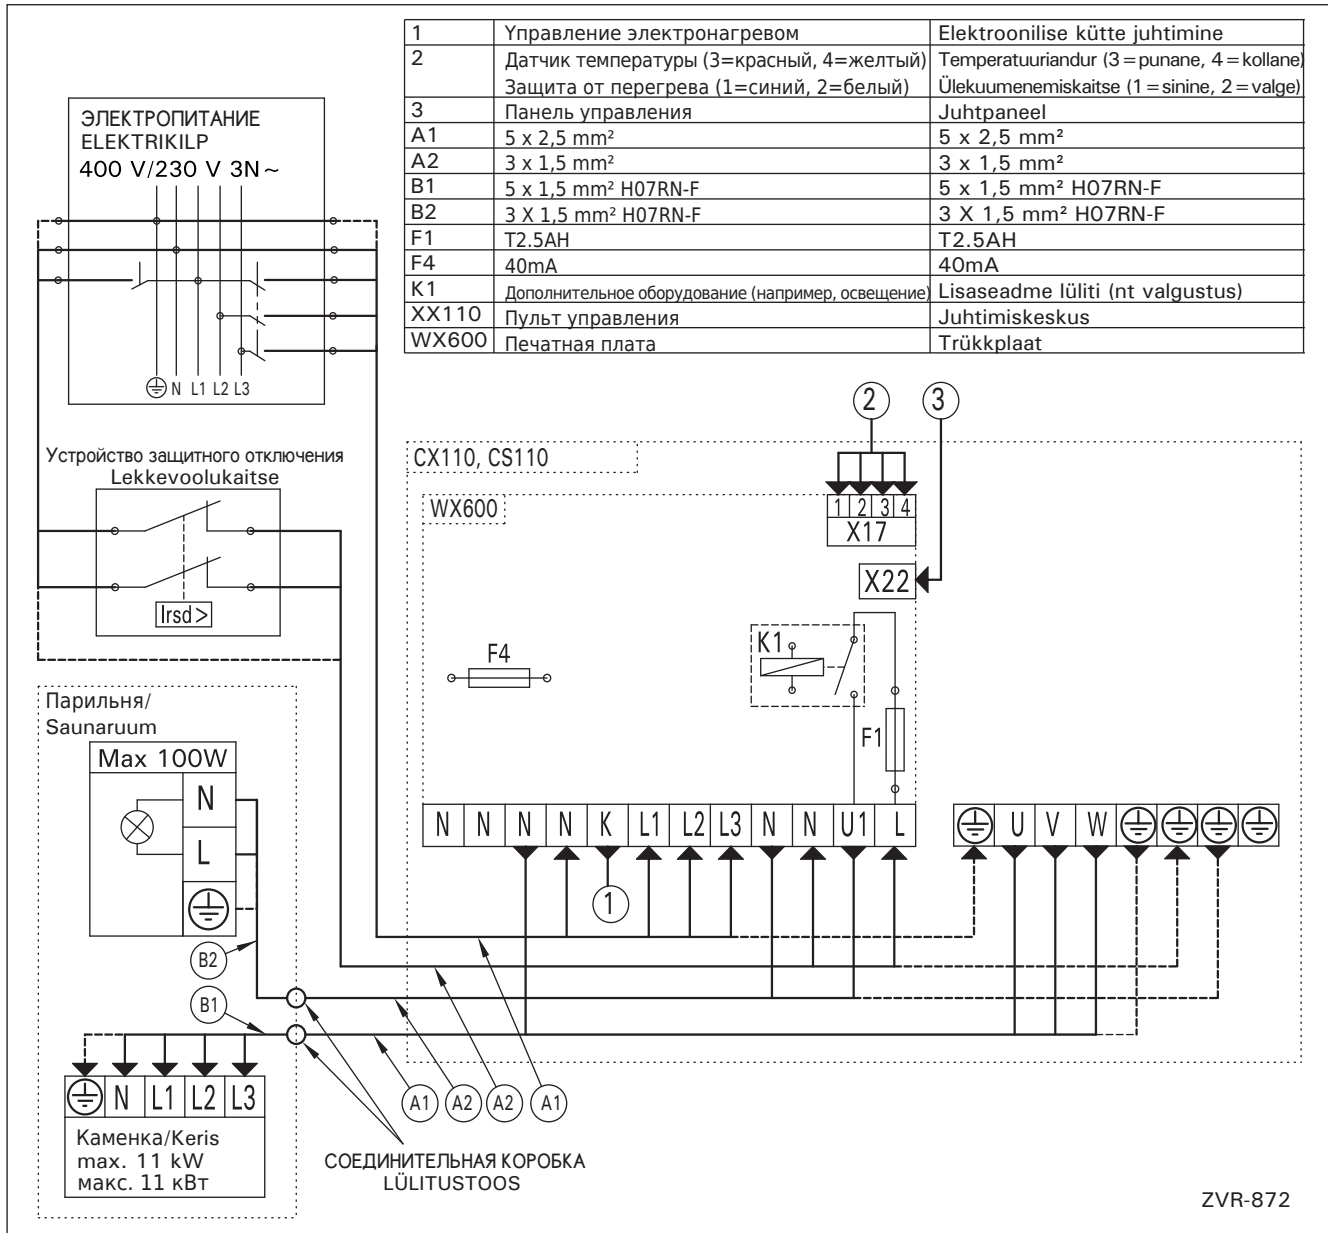 1 Управление электронагревом Elektroonilise kütte juhtimine
2 Датчик температуры (3=красный, 4=желтый) Temperatuuriandur (3=punane, 4=kollane)
Защита от перегрева (1=синий, 2=белый) Ülekuumenemiskaitse (1=sinine, 2=valge)
3 Панель управления Juhtpaneel
A1 5 x 2,5 mm² 5 x 2,5 mm²
A2 3 x 1,5 mm² 3 x 1,5 mm²
B1 5 x 1,5 mm² H07RN-F 5 x 1,5 mm² H07RN-F
B2 3 X 1,5 mm² H07RN-F 3 X 1,5 mm² H07RN-F
F1 T2.5AH T2.5AH
F4 40mA 40mA
K1 Дополнительное оборудование (например, освещение) Lisaseadme lüliti (nt valgustus)
XX110 Пульт управления Juhtimiskeskus
WX600 Печатная плата Trükkplaat
ЭЛЕКТРОПИТАНИЕ
ELEKTRIKILP
400 V/230 V 3N~
N L1 L2 L3
Устройство защитного отключения
Lekkevoolukaitse
Irsd>
2 3
CX110, CS110
WX600
1 2 3 4
X17
X22
K1
F4
F1
N N N N K L1 L2 L3 N N U1 L
U V W
1
Парильня/
Saunaruum
Max 100W
N
L
B2
B1
N L1 L2 L3
Каменка/Keris
max. 11 kW
макс. 11 кВт
A1 A2 A2 A1
СОЕДИНИТЕЛЬНАЯ КОРОБКА
LÜLITUSTOOS
ZVR-872